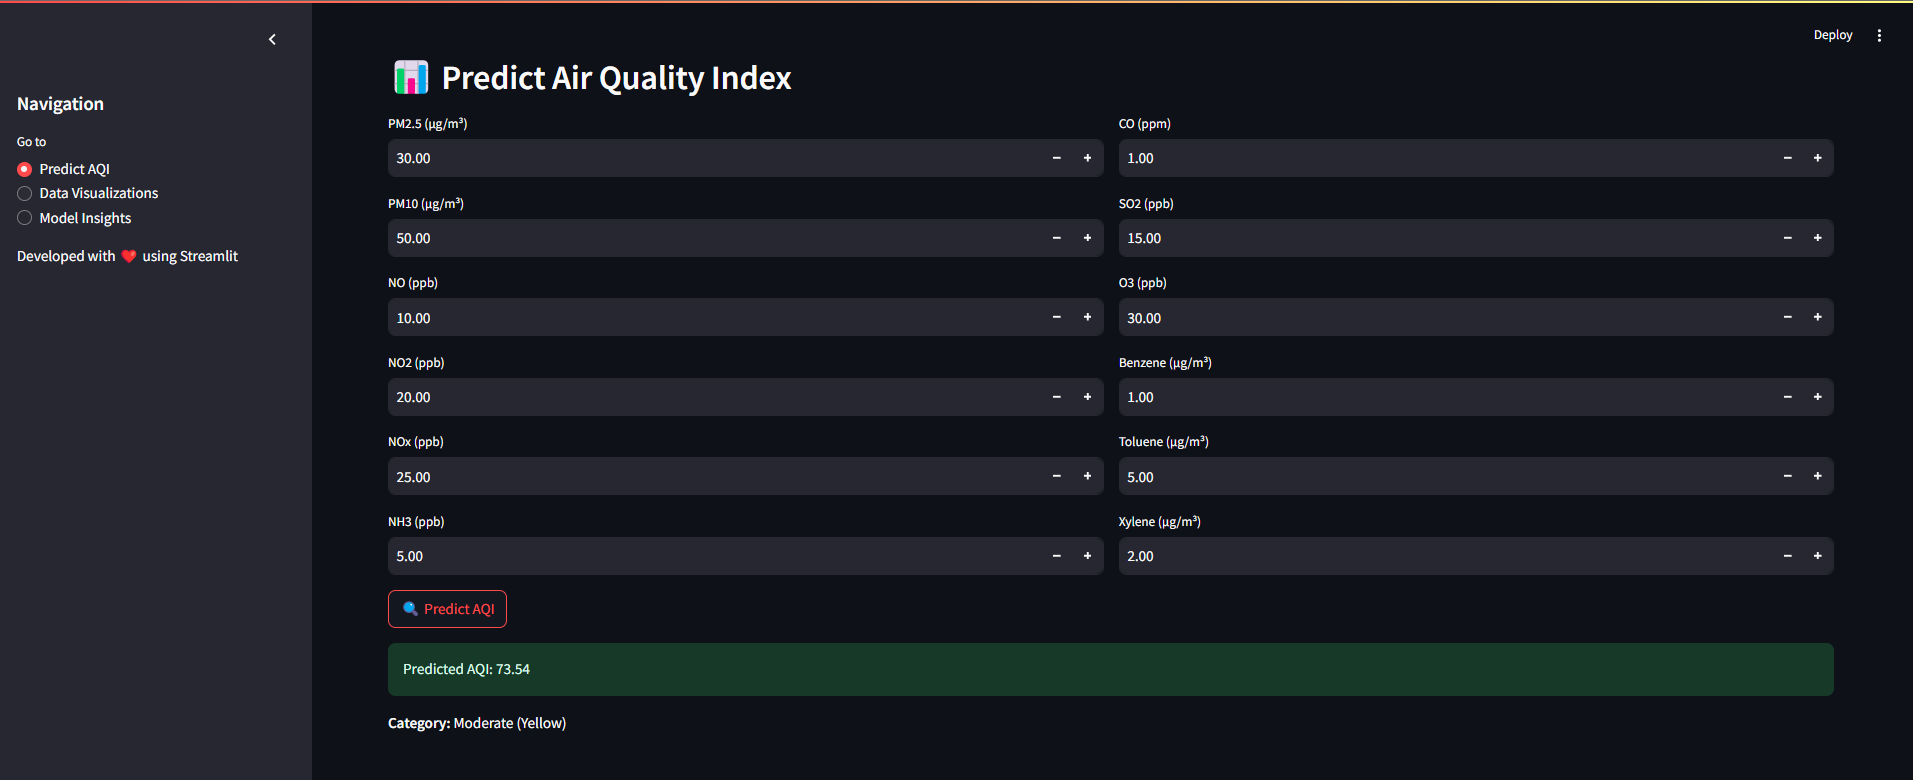 Deploy
Navigation
Go to
Predict AQI
Data Visualizations
Model Insights
Developed with ❤️ using Streamlit
📊 Predict Air Quality Index
PM2.5 (µg/m³)
30.00
PM10 (µg/m³)
50.00
NO (ppb)
10.00
NO2 (ppb)
20.00
NOx (ppb)
25.00
NH3 (ppb)
5.00
CO (ppm)
1.00
SO2 (ppb)
15.00
O3 (ppb)
30.00
Benzene (µg/m³)
1.00
Toluene (µg/m³)
5.00
Xylene (µg/m³)
2.00
🔍 Predict AQI
Predicted AQI: 73.54
Category: Moderate (Yellow)